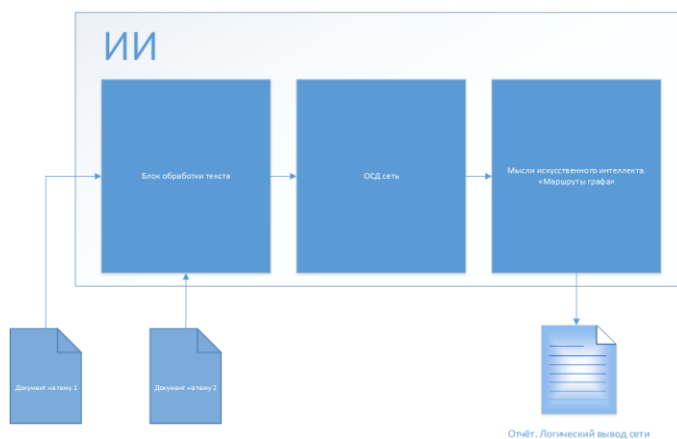 ИИ
Блок обработки текста
ОСД сеть
Мысли искусственного интеллекта.
«Маршруты графа»
Документ на тему 1
Документ на тему 2
Отчёт. Логический вывод сети